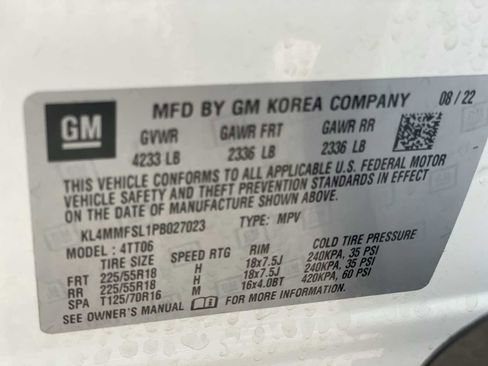 GM
MFD BY GM KOREA COMPANY 08 / 22
GVWR GAWR FRT GAWR RR
4233 LB 2336 LB 2336 LB
THIS VEHICLE CONFORMS TO ALL APPLICABLE U.S. FEDERAL MOTOR
VEHICLE SAFETY AND THEFT PREVENTION STANDARDS IN EFFECT
ON THE DATE OF MANUFACTURE SHOWN ABOVE.
KL4MMFSL1PB027023 TYPE: MPV
MODEL : 4TT06
TIRE SIZE SPEED RTG RIM COLD TIRE PRESSURE
FRT 225/55R18 H 18x7.5J 240KPA, 35 PSI
RR 225/55R18 H 18x7.5J 240KPA, 35 PSI
SPA T125/70R16 M 16x4.0BT 420KPA, 60 PSI
SEE OWNER'S MANUAL FOR MORE INFORMATION.